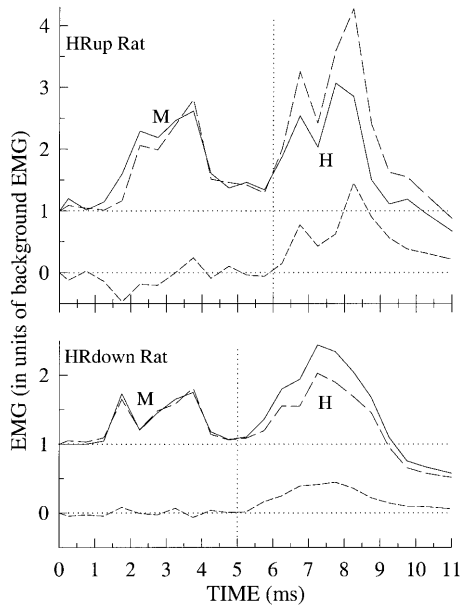 4
HRup Rat
3
M
2
H
1
0
EMG (in units of background EMG)
HRdown Rat
2
M
H
1
0
0 1 2 3 4 5 6 7 8 9 10 11
TIME (ms)